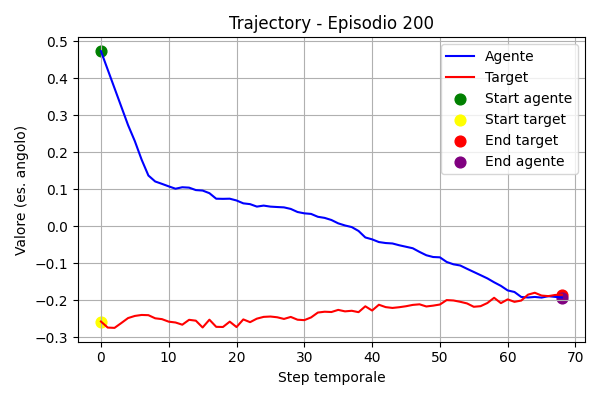 Trajectory - Episodio 200
Valore (es. angolo)
0.5
0.4
0.3
0.2
0.1
0.0
−0.1
−0.2
−0.3
Agente
Target
Start agente
Start target
End target
End agente
0 10 20 30 40 50 60 70
Step temporale